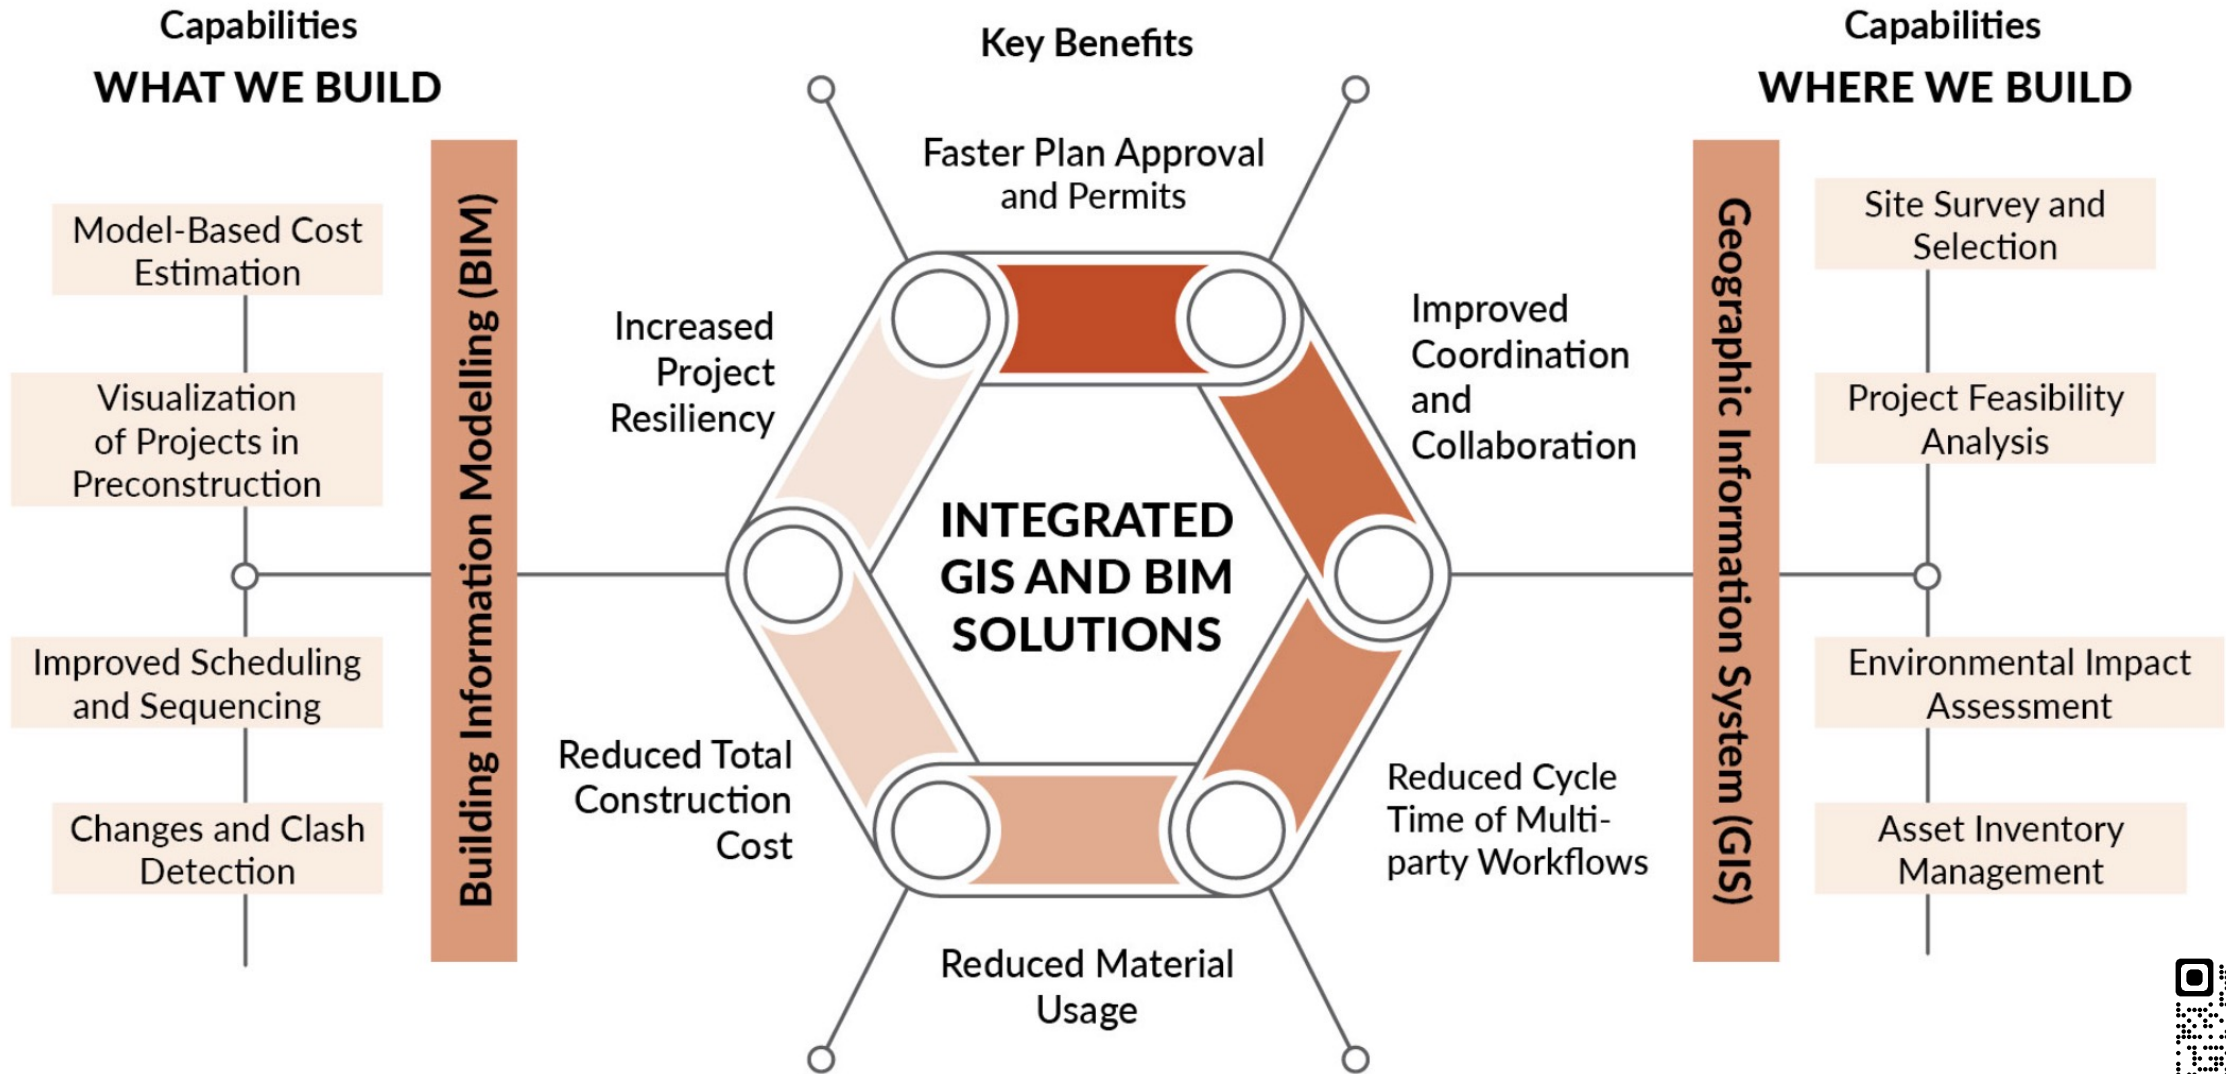 Capabilities
WHAT WE BUILD
Model-Based Cost
Estimation
Visualization
of Projects in
Preconstruction
Improved Scheduling
and Sequencing
Changes and Clash
Detection
Building Information Modelling (BIM)
Key Benefits
Faster Plan Approval
and Permits
Increased
Project
Resiliency
Improved
Coordination
and
Collaboration
INTEGRATED
GIS AND BIM
SOLUTIONS
Reduced Total
Construction
Cost
Reduced Cycle
Time of Multi-
party Workflows
Reduced Material
Usage
Geographic Information System (GIS)
Capabilities
WHERE WE BUILD
Site Survey and
Selection
Project Feasibility
Analysis
Environmental Impact
Assessment
Asset Inventory
Management